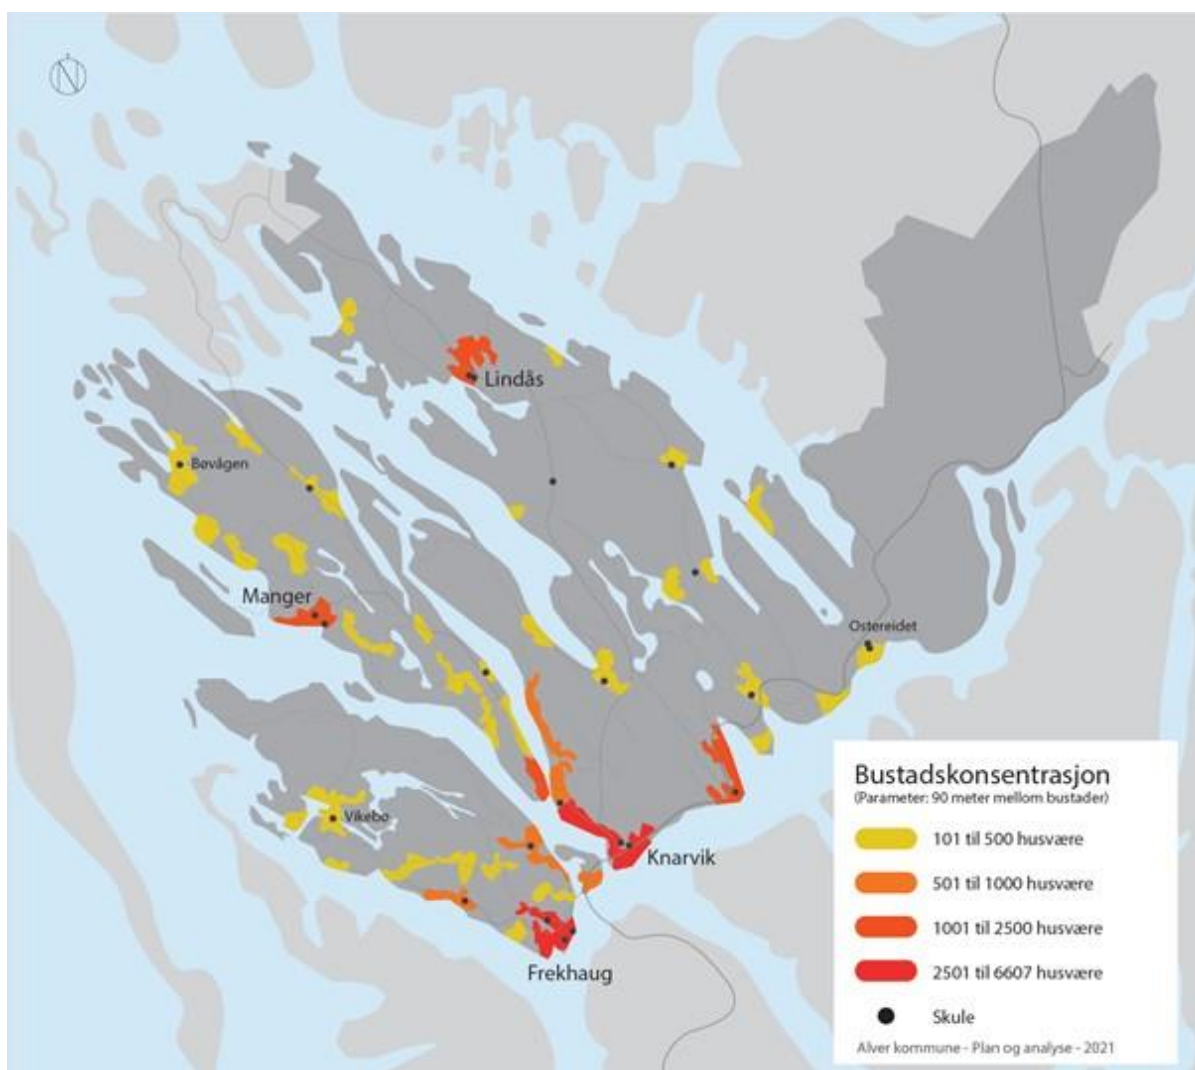 N
Lindås
Bøvågen
Manger
Ostereidet
Vikebø
Knarvik
Frekhaug
Bustadskonsentrasjon
(Parameter: 90 meter mellom bustader)
101 til 500 husvære
501 til 1000 husvære
1001 til 2500 husvære
2501 til 6607 husvære
Skule
Alver kommune - Plan og analyse - 2021